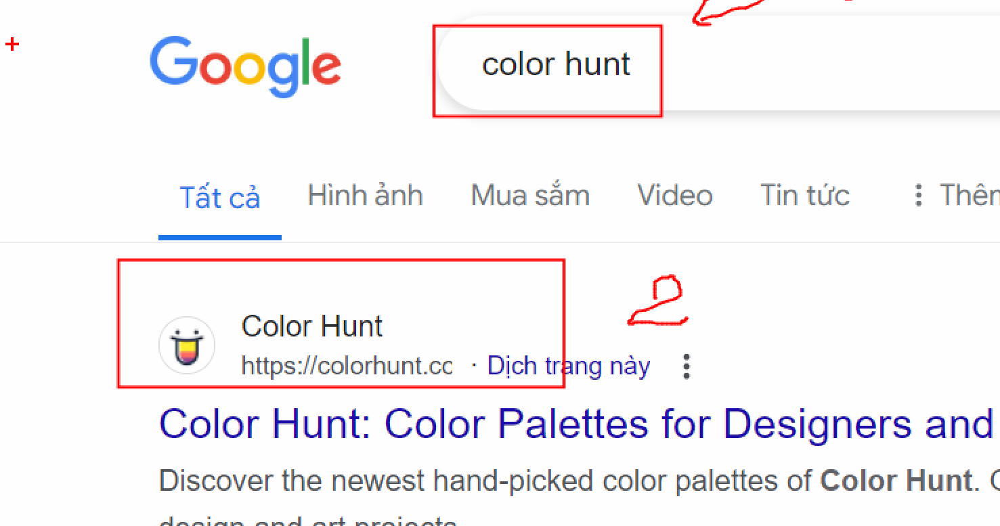 Google
color hunt
Tất cả Hình ảnh Mua sắm Video Tin tức
2
Color Hunt
https://colorhunt.cc · Dịch trang này
Color Hunt: Color Palettes for Designers and
Discover the newest hand-picked color palettes of Color Hunt.
design and art projects.